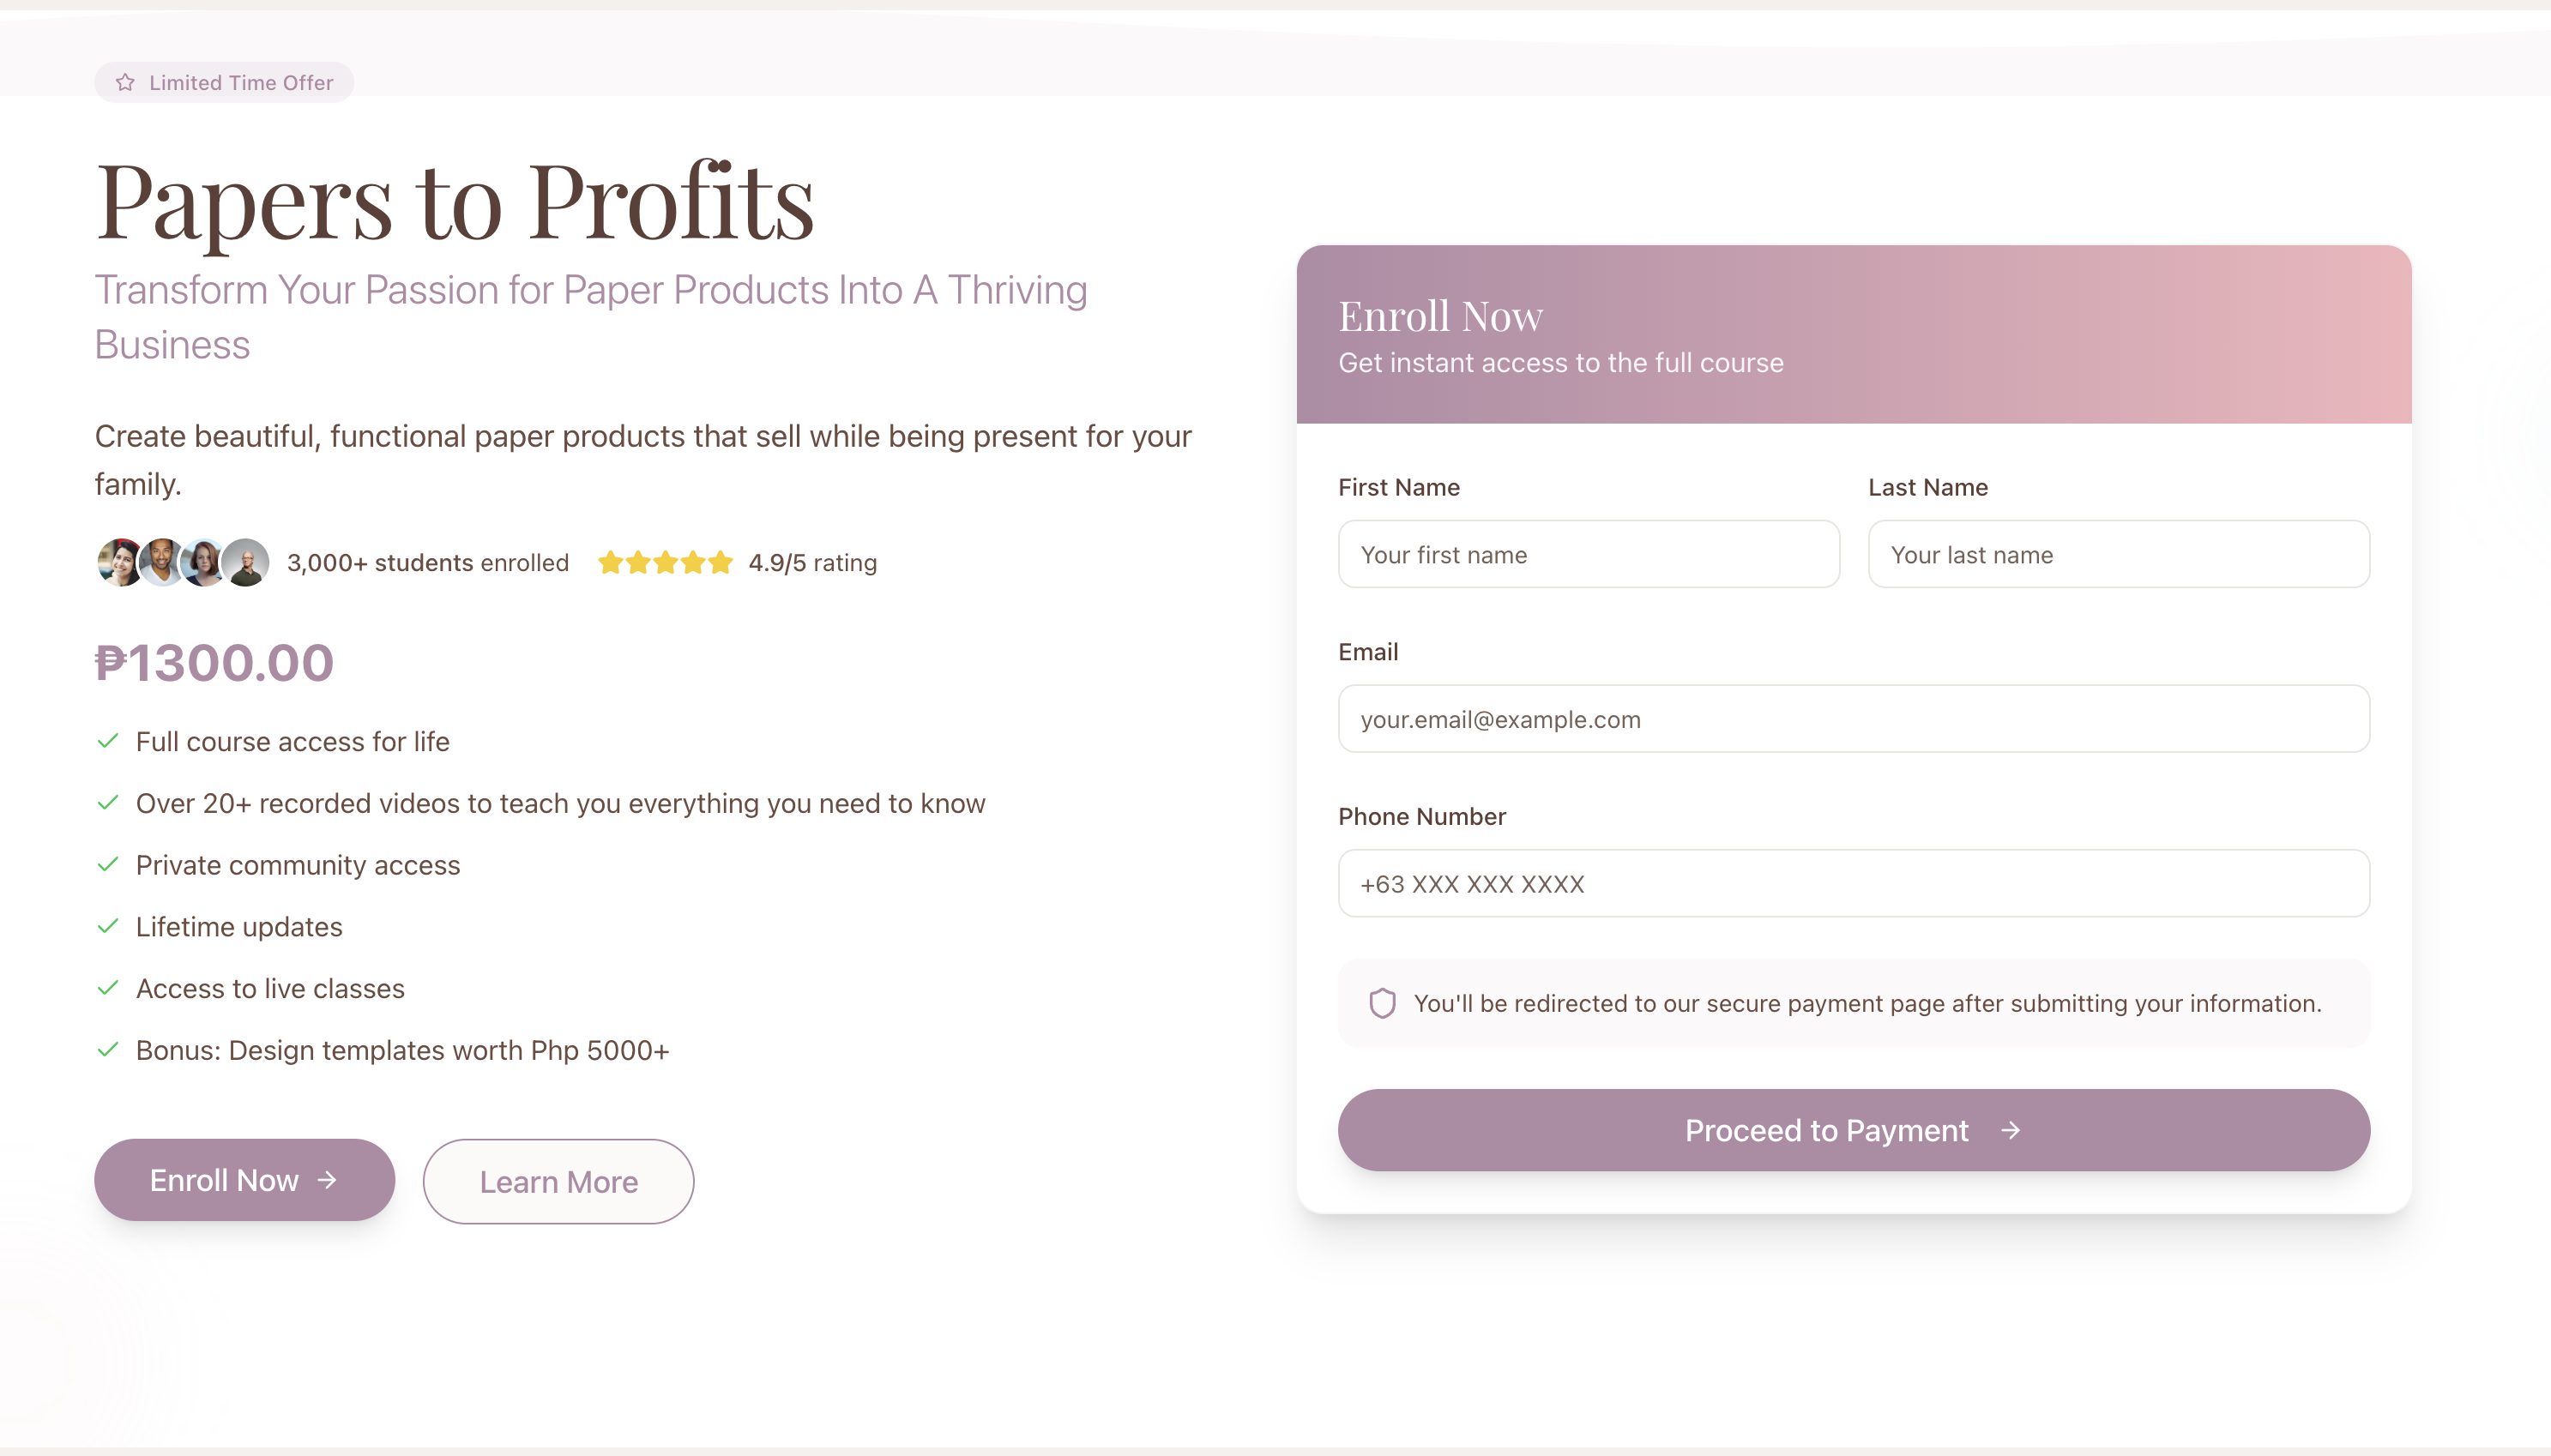 Limited Time Offer
Papers to Profits
Transform Your Passion for Paper Products Into A Thriving
Business
Create beautiful, functional paper products that sell while being present for your
family.
3,000+ students enrolled 4.9/5 rating
₱1300.00
Full course access for life
Over 20+ recorded videos to teach you everything you need to know
Private community access
Lifetime updates
Access to live classes
Bonus: Design templates worth Php 5000+
Enroll Now → Learn More
Enroll Now
Get instant access to the full course
First Name Last Name
Your first name Your last name
Email
your.email@example.com
Phone Number
+63 XXX XXX XXXX
You'll be redirected to our secure payment page after submitting your information.
Proceed to Payment →